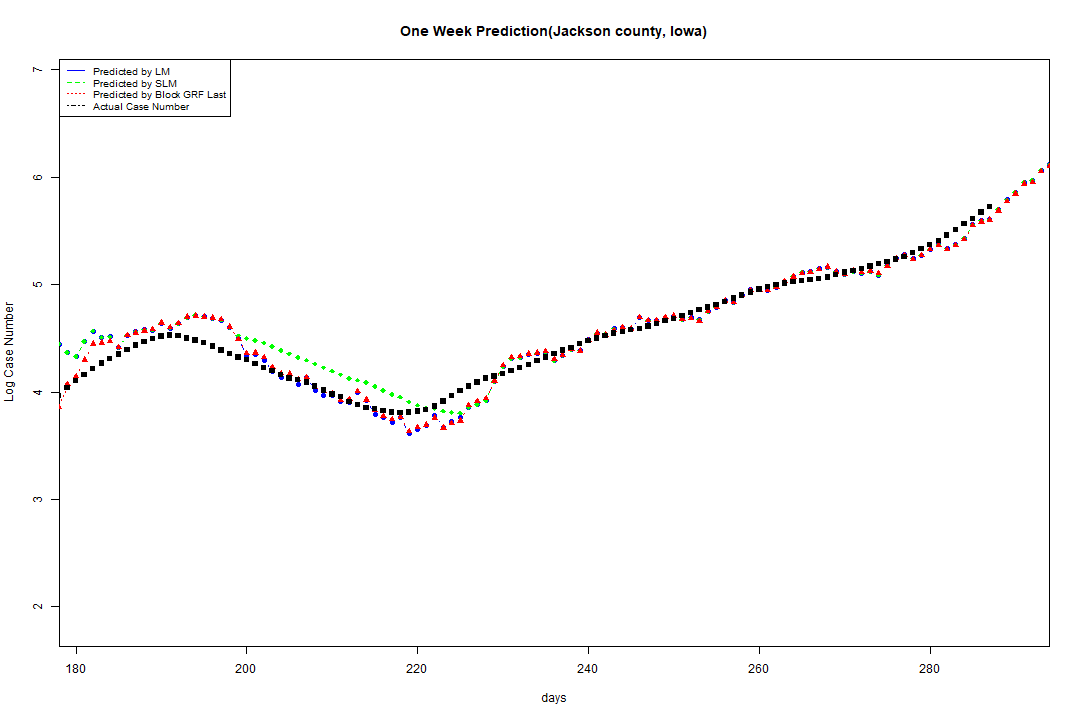 One Week Prediction(Jackson county, Iowa)
Predicted by LM
Predicted by SLM
Predicted by Block GRF Last
Actual Case Number
7
6
5
4
3
2
Log Case Number
180 200 220 240 260 280
days